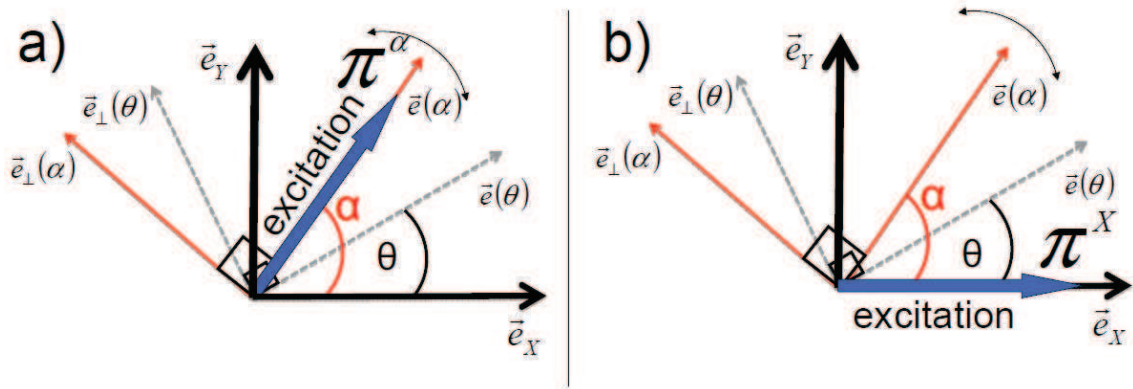 a)
e⃗_Y
π^α
e⃗(α)
e⃗_⊥(θ)
e⃗_⊥(α)
excitation
e⃗(θ)
α
θ
e⃗_X
b)
e⃗_Y
e⃗(α)
e⃗_⊥(θ)
e⃗_⊥(α)
e⃗(θ)
α
θ
π^X
excitation
e⃗_X